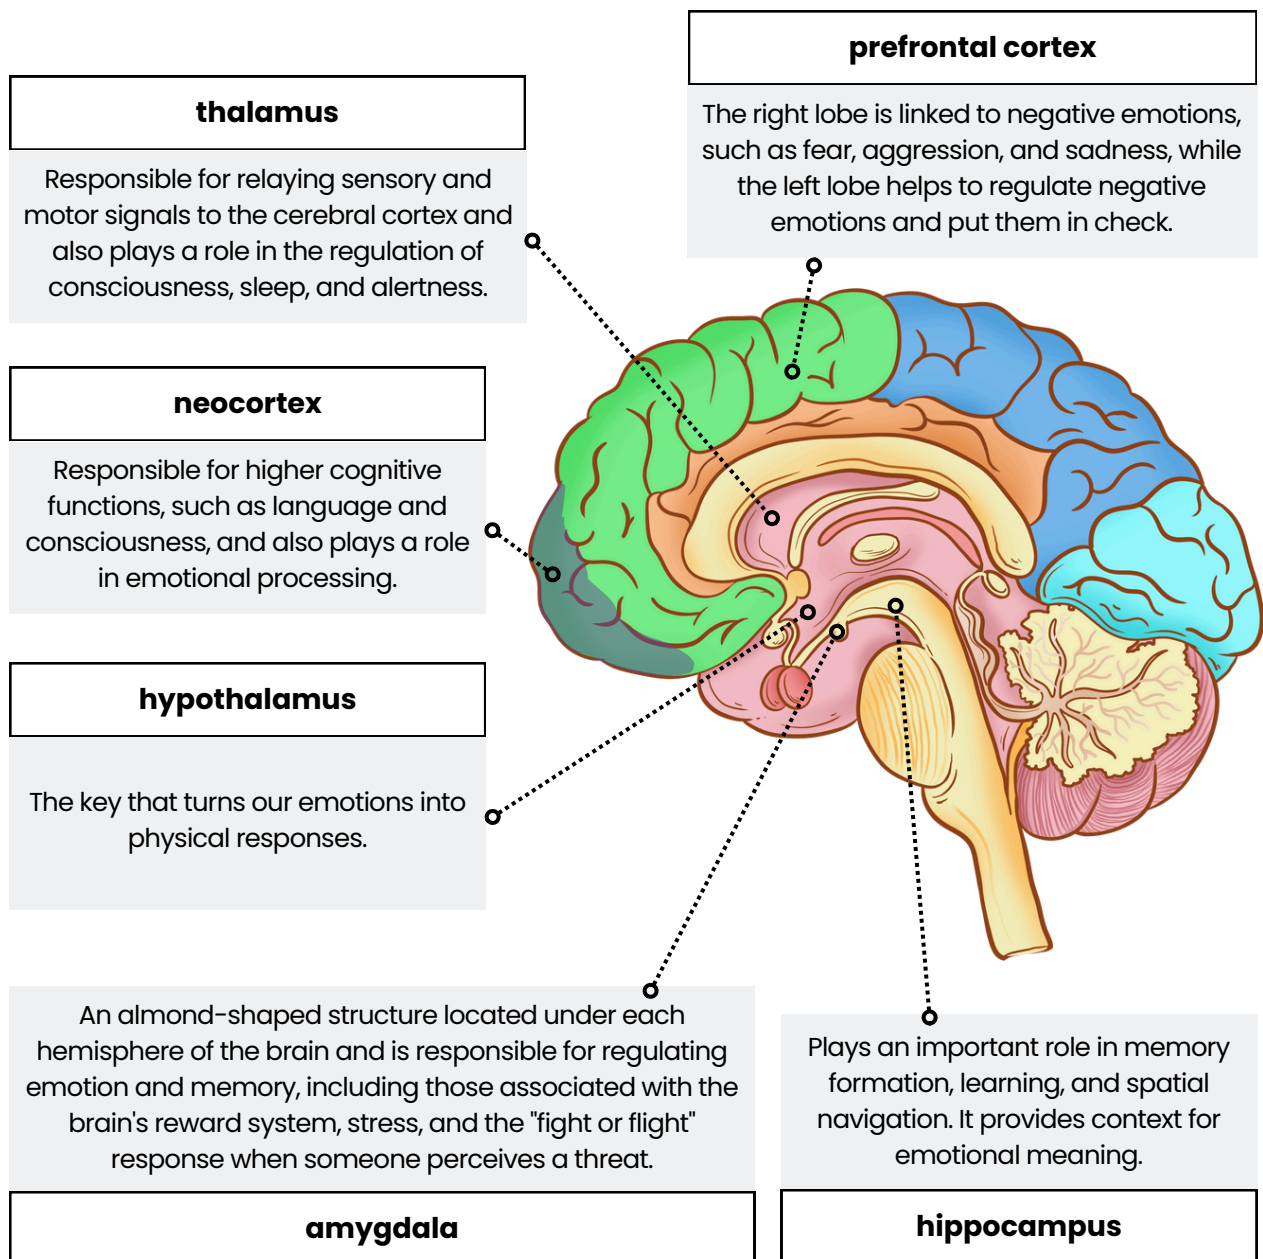 prefrontal cortex
The right lobe is linked to negative emotions,
such as fear, aggression, and sadness, while
the left lobe helps to regulate negative
emotions and put them in check.
thalamus
Responsible for relaying sensory and
motor signals to the cerebral cortex and
also plays a role in the regulation of
consciousness, sleep, and alertness.
neocortex
Responsible for higher cognitive
functions, such as language and
consciousness, and also plays a role
in emotional processing.
hypothalamus
The key that turns our emotions into
physical responses.
An almond-shaped structure located under each
hemisphere of the brain and is responsible for regulating
emotion and memory, including those associated with the
brain's reward system, stress, and the "fight or flight"
response when someone perceives a threat.
amygdala
Plays an important role in memory
formation, learning, and spatial
navigation. It provides context for
emotional meaning.
hippocampus